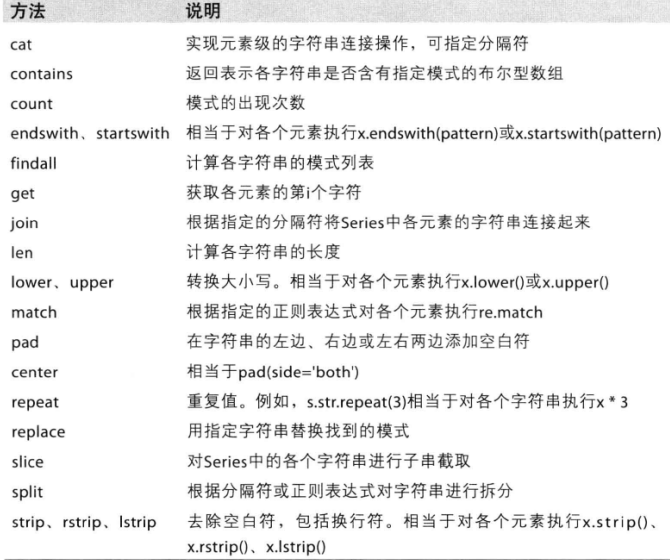 方法 说明
cat 实现元素级的字符串连接操作，可指定分隔符
contains 返回表示各字符串是否含有指定模式的布尔型数组
count 模式的出现次数
endswith、startswith 相当于对各个元素执行x.endswith(pattern)或x.startswith(pattern)
findall 计算各字符串的模式列表
get 获取各元素的第i个字符
join 根据指定的分隔符将Series中各元素的字符串连接起来
len 计算各字符串的长度
lower、upper 转换大小写。相当于对各个元素执行x.lower()或x.upper()
match 根据指定的正则表达式对各个元素执行re.match
pad 在字符串的左边、右边或左右两边添加空白符
center 相当于pad(side='both')
repeat 重复值。例如，s.str.repeat(3)相当于对各个字符串执行x * 3
replace 用指定字符串替换找到的模式
slice 对Series中的各个字符串进行子串截取
split 根据分隔符或正则表达式对字符串进行拆分
strip、rstrip、lstrip 去除空白符，包括换行符。相当于对各个元素执行x.strip()、
x.rstrip()、x.lstrip()